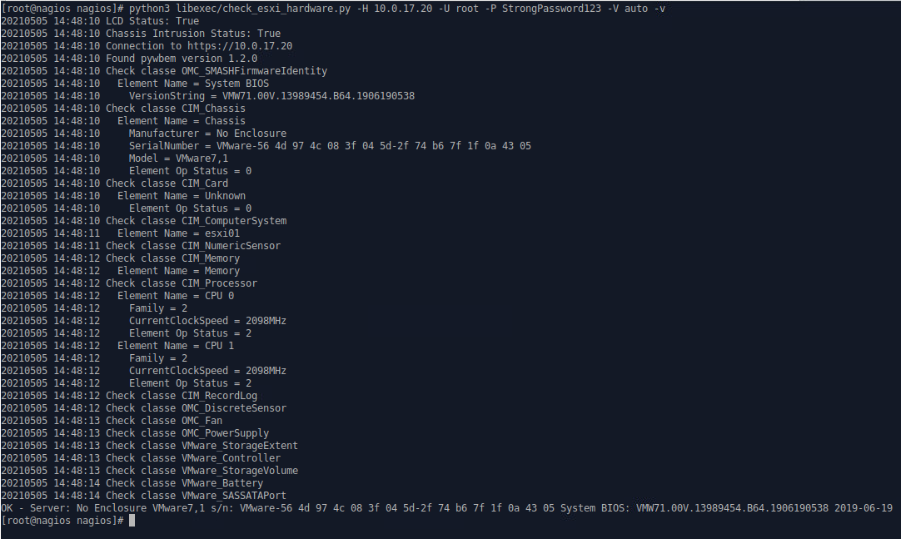 [root@nagios nagios]# python3 libexec/check_esxi_hardware.py -H 10.0.17.20 -U root -P StrongPassword123 -V auto -v
20210505 14:48:10 LCD Status: True
20210505 14:48:10 Chassis Intrusion Status: True
20210505 14:48:10 Connection to https://10.0.17.20
20210505 14:48:10 Found pywbem version 1.2.0
20210505 14:48:10 Check classe OMC_SMASHFirmwareIdentity
20210505 14:48:10   Element Name = System BIOS
20210505 14:48:10     VersionString = VMW71.00V.13989454.B64.1906190538
20210505 14:48:10 Check classe CIM_Chassis
20210505 14:48:10   Element Name = Chassis
20210505 14:48:10     Manufacturer = No Enclosure
20210505 14:48:10     SerialNumber = VMware-56 4d 97 4c 08 3f 04 5d-2f 74 b6 7f 1f 0a 43 05
20210505 14:48:10     Model = VMware7,1
20210505 14:48:10     Element Op Status = 0
20210505 14:48:10 Check classe CIM_Card
20210505 14:48:10   Element Name = Unknown
20210505 14:48:10     Element Op Status = 0
20210505 14:48:10 Check classe CIM_ComputerSystem
20210505 14:48:11   Element Name = esxi01
20210505 14:48:11 Check classe CIM_NumericSensor
20210505 14:48:12 Check classe CIM_Memory
20210505 14:48:12   Element Name = Memory
20210505 14:48:12 Check classe CIM_Processor
20210505 14:48:12   Element Name = CPU 0
20210505 14:48:12     Family = 2
20210505 14:48:12     CurrentClockSpeed = 2098MHz
20210505 14:48:12     Element Op Status = 2
20210505 14:48:12   Element Name = CPU 1
20210505 14:48:12     Family = 2
20210505 14:48:12     CurrentClockSpeed = 2098MHz
20210505 14:48:12     Element Op Status = 2
20210505 14:48:12 Check classe CIM_RecordLog
20210505 14:48:12 Check classe OMC_DiscreteSensor
20210505 14:48:13 Check classe OMC_Fan
20210505 14:48:13 Check classe OMC_PowerSupply
20210505 14:48:13 Check classe VMware_StorageExtent
20210505 14:48:13 Check classe VMware_Controller
20210505 14:48:13 Check classe VMware_StorageVolume
20210505 14:48:14 Check classe VMware_Battery
20210505 14:48:14 Check classe VMware_SASSATAPort
OK - Server: No Enclosure VMware7,1 s/n: VMware-56 4d 97 4c 08 3f 04 5d-2f 74 b6 7f 1f 0a 43 05 System BIOS: VMW71.00V.13989454.B64.1906190538 2019-06-19
[root@nagios nagios]#